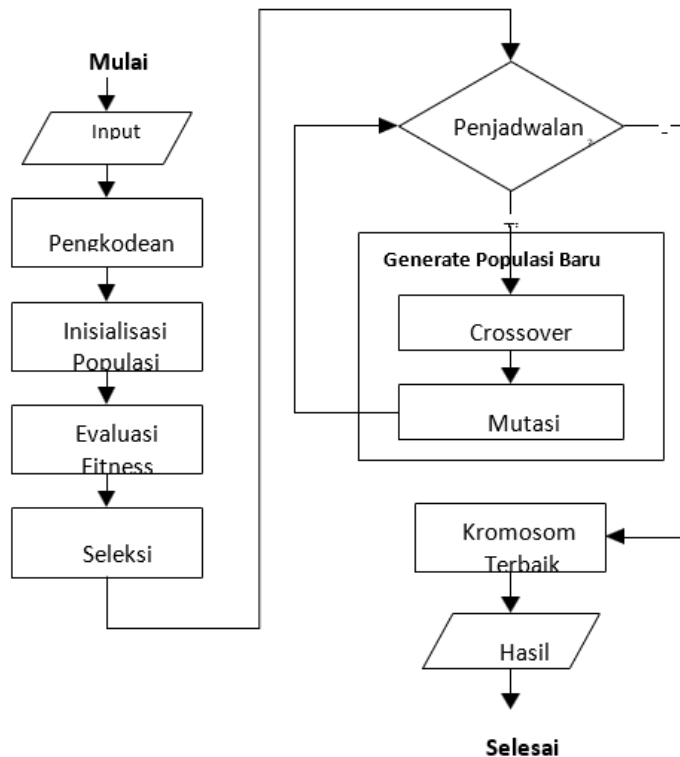 Mulai
Input
Pengkodean
Inisialisasi
Populasi
Evaluasi
Fitness
Seleksi
Penjadwalan
?
Generate Populasi Baru
Crossover
Mutasi
Kromosom
Terbaik
Hasil
Selesai